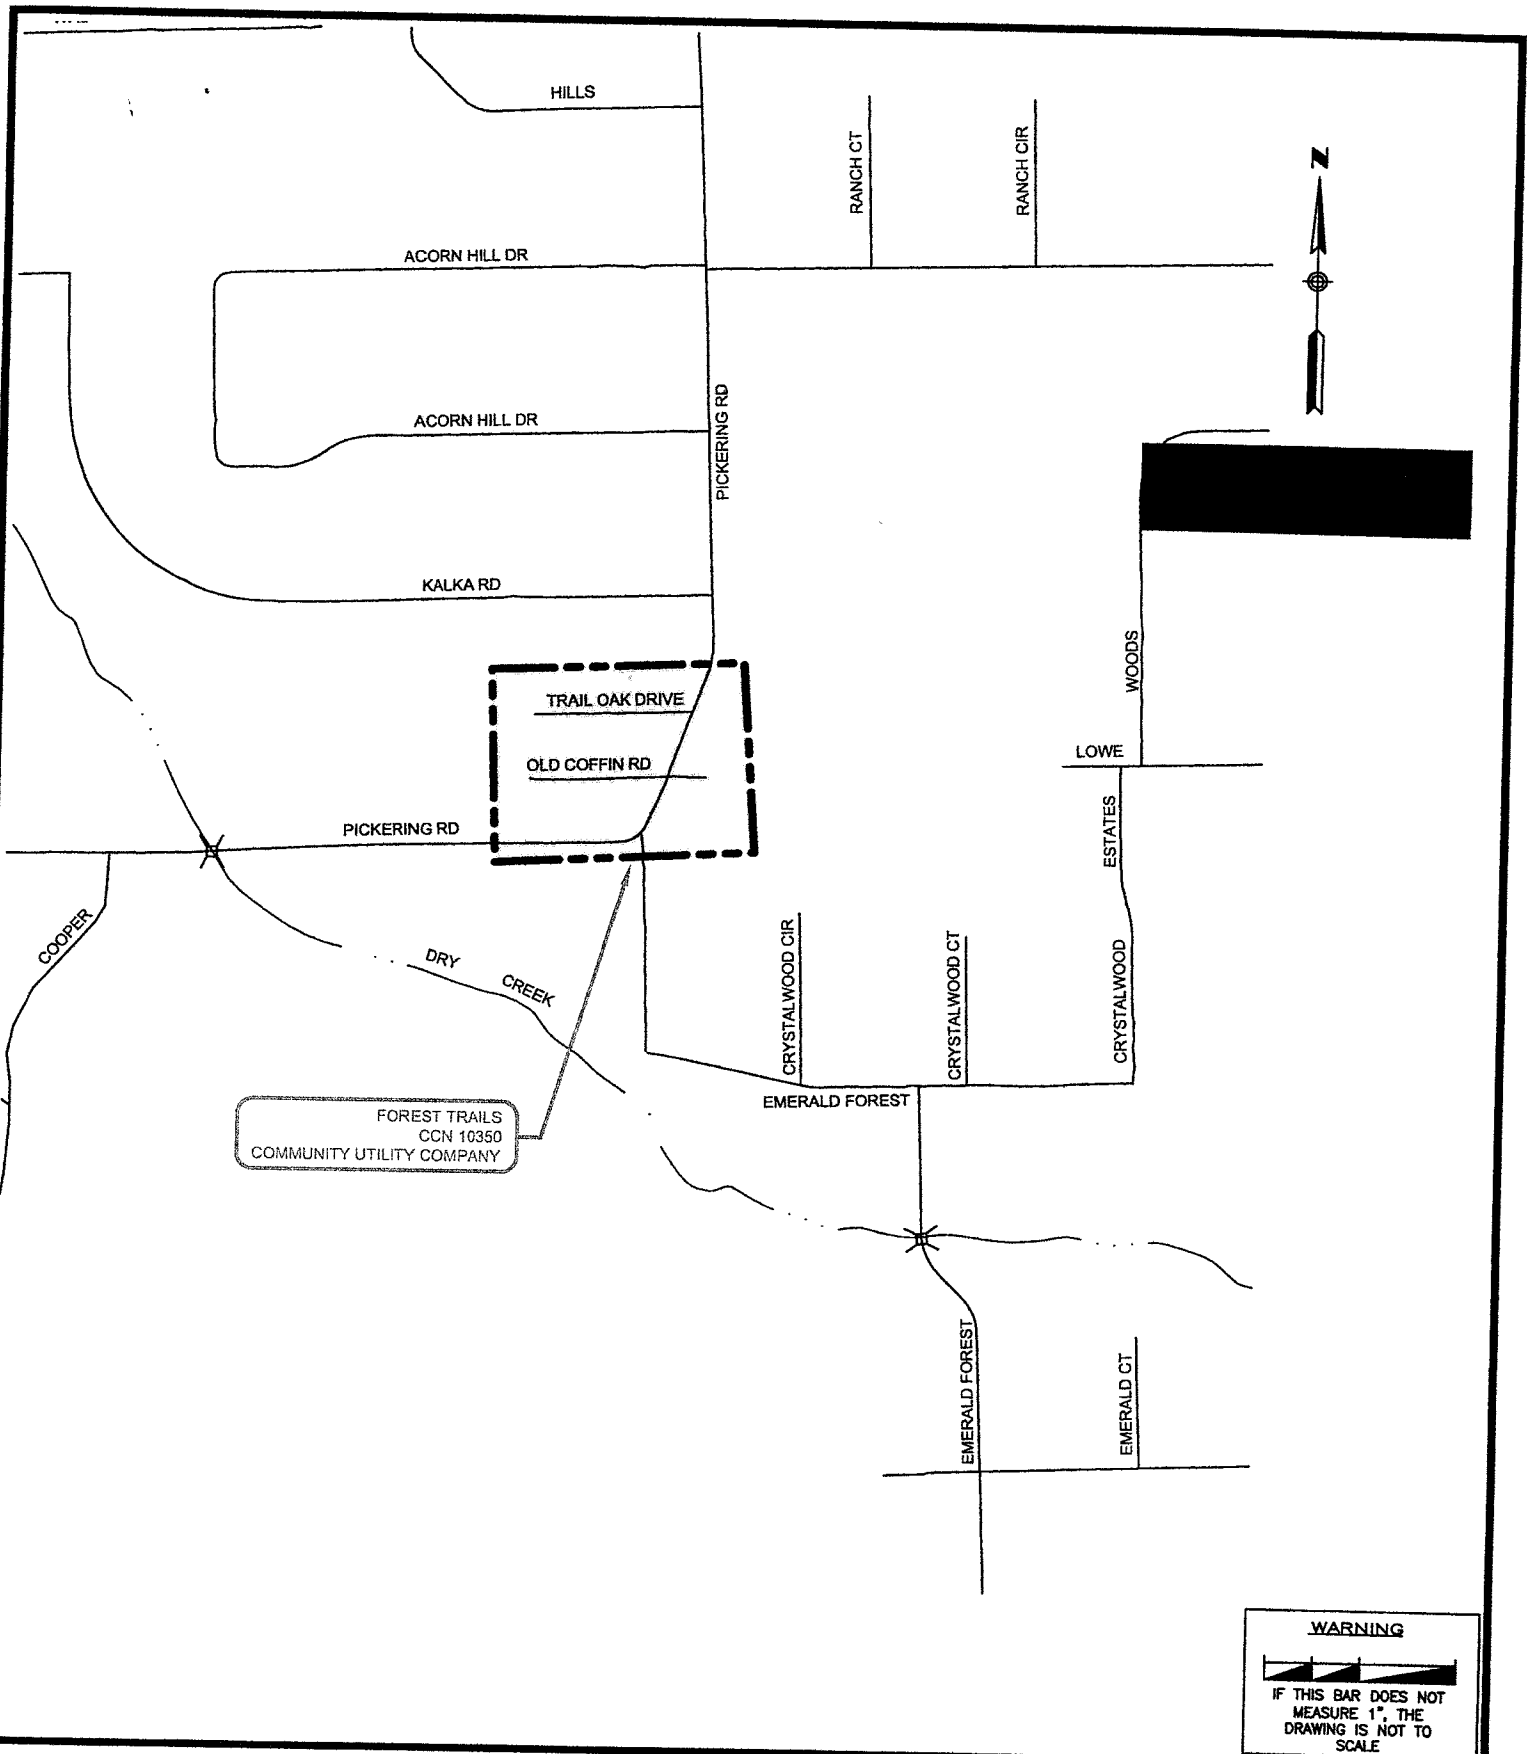 HILLS
RANCH CT
RANCH CIR
N
ACORN HILL DR
ACORN HILL DR
PICKERING RD
KALKA RD
WOODS
TRAIL OAK DRIVE
OLD COFFIN RD
LOWE
PICKERING RD
ESTATES
COOPER
DRY
CREEK
CRYSTALWOOD CIR
CRYSTALWOOD CT
CRYSTALWOOD
EMERALD FOREST
FOREST TRAILS
CCN 10350
COMMUNITY UTILITY COMPANY
EMERALD FOREST
EMERALD CT
WARNING
IF THIS BAR DOES NOT
MEASURE 1", THE
DRAWING IS NOT TO
SCALE